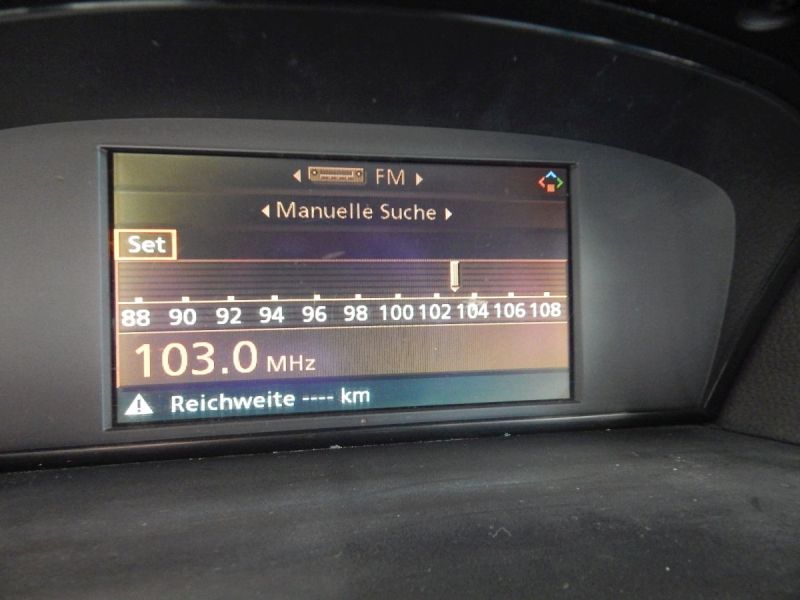 FM
Manuelle Suche
Set
88 90 92 94 96 98 100 102 104 106 108
103.0 MHz
Reichweite ---- km